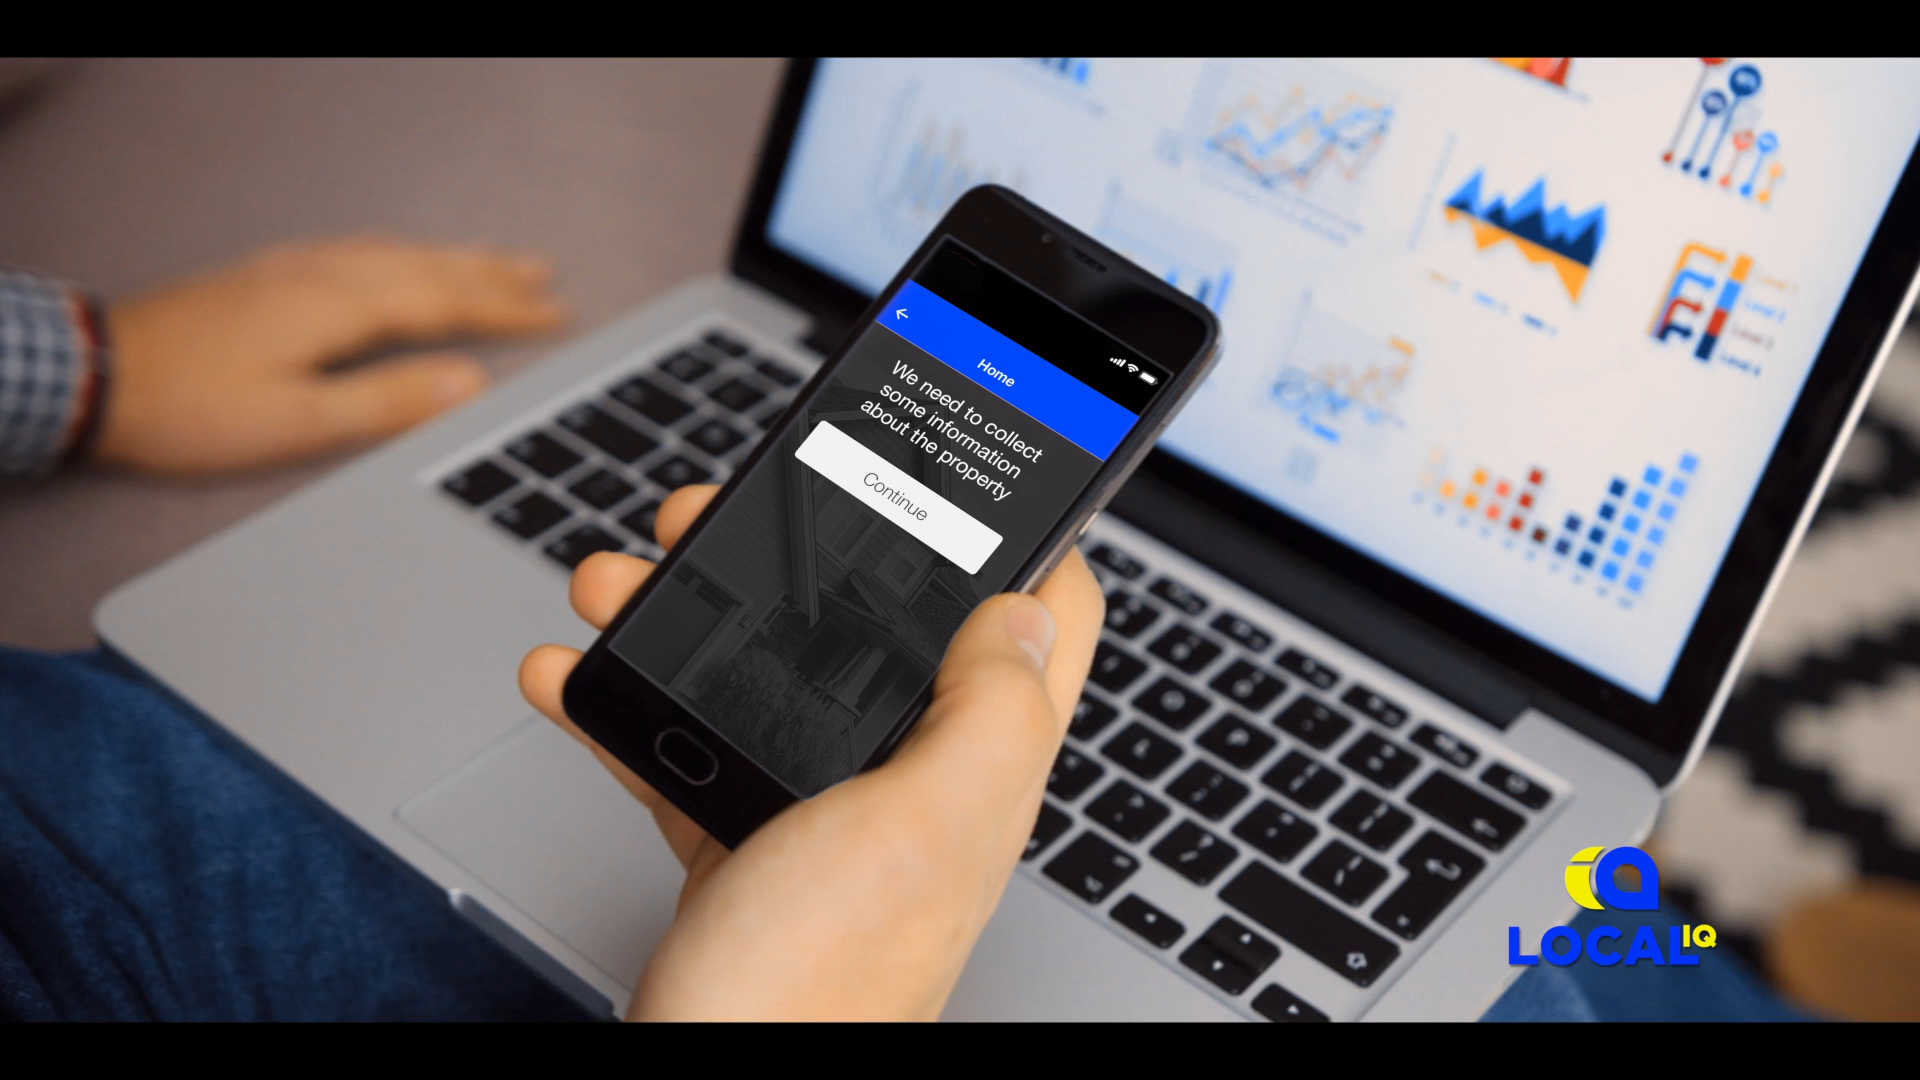 Home
We need to collect
some information
about the property
Continue
LOCAL IQ